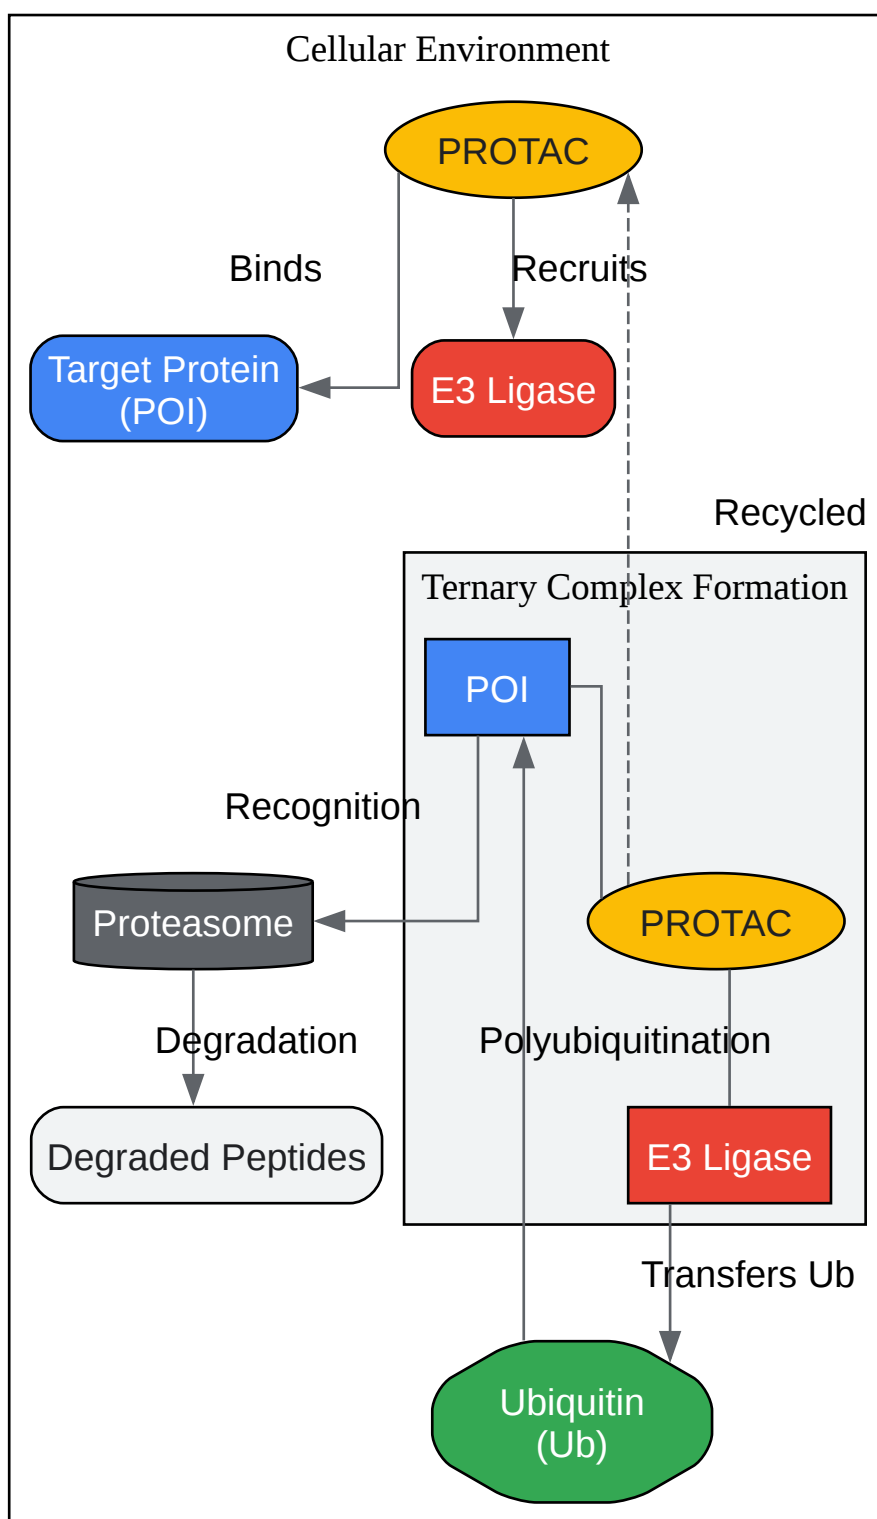 Cellular Environment
PROTAC
Binds
Recruits
Target Protein
(POI)
E3 Ligase
Recycled
Ternary Complex Formation
POI
Recognition
Proteasome
PROTAC
Degradation
Polyubiquitination
Degraded Peptides
E3 Ligase
Transfers Ub
Ubiquitin
(Ub)